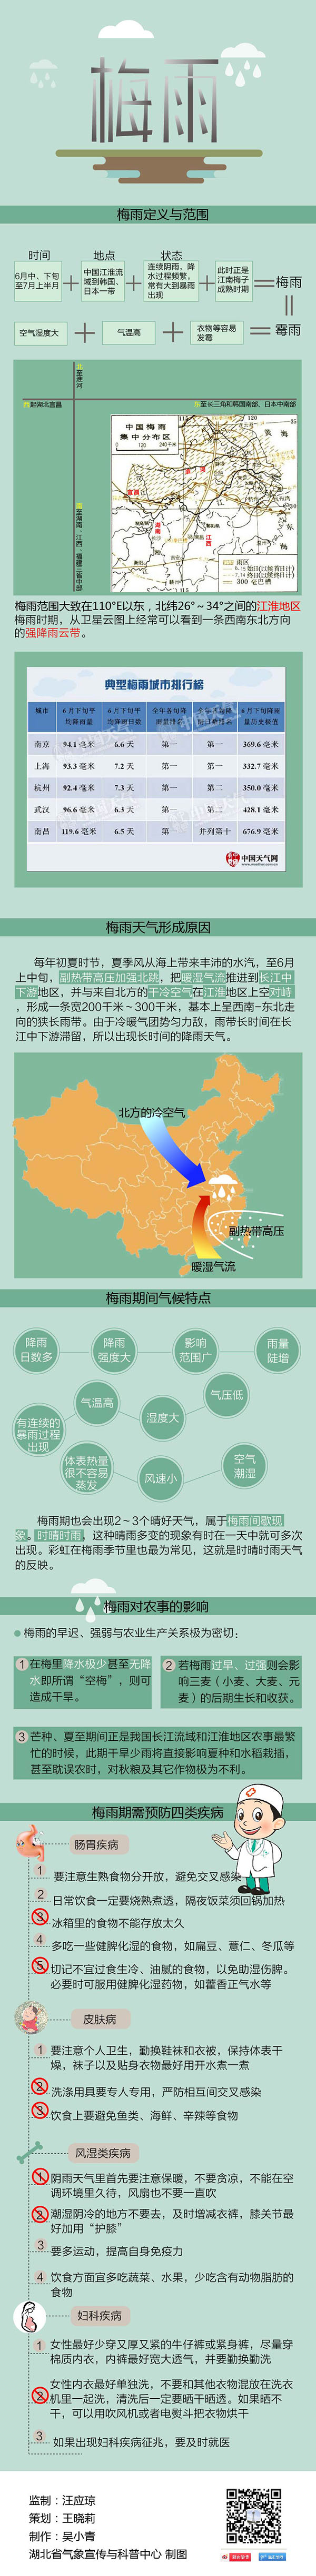 梅雨
梅雨定义与范围
时间
地点
状态
6月中、下旬
至7月上半月
中国江淮流
域到韩国、
日本一带
连续阴雨，降
水过程频繁，
常有大到暴雨
出现
此时正是
江南梅子
成熟时期
梅雨
空气湿度大
气温高
衣物等容易
发霉
霉雨
北至淮河
西起湖北宜昌
东至长三角和韩国南部、日本中南部
南至湖南、江西、福建三省中部
中国梅雨
集中分布区
宜昌
湖南
江西
黄海
东海
雨区
300 毫米
梅雨范围大致在110°E以东，北纬26°～34°之间的江淮地区
梅雨时期，从卫星云图上经常可以看到一条西南东北方向
的强降雨云带。
典型梅雨城市排行榜
城市
6月下旬平
均降雨量
6月下旬平
均降雨日数
全年各旬降
雨量排名
6月下旬降雨
量历史极值
南京 94.1 毫米 6.6 天 第一 第一 369.6 毫米
上海 93.3 毫米 7.2 天 第一 第一 332.7 毫米
杭州 92.4 毫米 7.3 天 第一 第二 350.0 毫米
武汉 96.6 毫米 6.3 天 第一 第二 428.1 毫米
南昌 119.6 毫米 6.5 天 第一 并列第十 676.9 毫米
中国天气网
梅雨天气形成原因
每年初夏时节，夏季风从海上带来丰沛的水汽，至6月
上中旬，副热带高压加强北跳，把暖湿气流推进到长江中
下游地区，并与来自北方的干冷空气在江淮地区上空对峙
，形成一条宽200千米～300千米，基本上呈西南-东北走
向的狭长雨带。由于冷暖气团势力力敌，雨带长时间在长
江中下游滞留，所以出现长时间的降雨天气。
北方的冷空气
副热带高压
暖湿气流
梅雨期间气候特点
降雨
日数多
降雨
强度大
影响
范围广
雨量
陡增
有连续的
暴雨过程
出现
气温高
湿度大
气压低
体表热量
很不容易
蒸发
风速小
空气
潮湿
梅雨期也会出现2～3个晴好天气，属于梅雨间歇现
象。时晴时雨，这种晴雨多变的现象有时在一天中就可多次
出现。彩虹在梅雨季节里也最为常见，这就是时晴时雨天气
的反映。
梅雨对农事的影响
梅雨的早迟、强弱与农业生产关系极为密切：
1 在梅里降水极少甚至无降
水即所谓“空梅”，则可
造成干旱。
2 若梅雨过早、过强则会影
响三麦（小麦、大麦、元
麦）的后期生长和收获。
3 芒种、夏至期间正是我国长江流域和江淮地区农事最繁
忙的时候，此期干旱少雨将直接影响夏种和水稻栽插，
甚至耽误农时，对秋粮及其它作物极为不利。
梅雨期需预防四类疾病
肠胃疾病
1 要注意生熟食物分开放，避免交叉感染
2 日常饮食一定要烧熟煮透，隔夜饭菜须回锅加热
3 冰箱里的食物不能存放太久
4 多吃一些健脾化湿的食物，如扁豆、薏仁、冬瓜等
5 切记不宜过食生冷、油腻的食物，以免助湿伤脾。
必要时可服用健脾化湿药物，如藿香正气水等
皮肤病
1 要注意个人卫生，勤换鞋袜和衣被，保持体表干
燥，袜子以及贴身衣物最好用开水煮一煮
2 洗涤用具要专人专用，严防相互间交叉感染
3 饮食上要避免鱼类、海鲜、辛辣等食物
风湿类疾病
1 阴雨天气里首先要注意保暖，不要贪凉，不能在空
调环境里久待，风扇也不要一直吹
2 潮湿阴冷的地方不要去，及时增减衣裤，膝关节最
好加用“护膝”
3 要多运动，提高自身免疫力
4 饮食方面宜多吃蔬菜、水果，少吃含有动物脂肪的
食物
妇科疾病
1 女性最好少穿又厚又紧的牛仔裤或紧身裤，尽量穿
棉质内衣，内裤最好宽大透气，并要勤换勤洗
2 女性内衣最好单独洗，不要和其他衣物混放在洗衣
机里一起洗，清洗后一定要晒干晒透。如果晒不
干，可以用吹风机或者电熨斗把衣物烘干
3 如果出现妇科疾病征兆，要及时就医
监制：汪应琼
策划：王晓莉
制作：吴小青
湖北省气象宣传与科普中心 制图